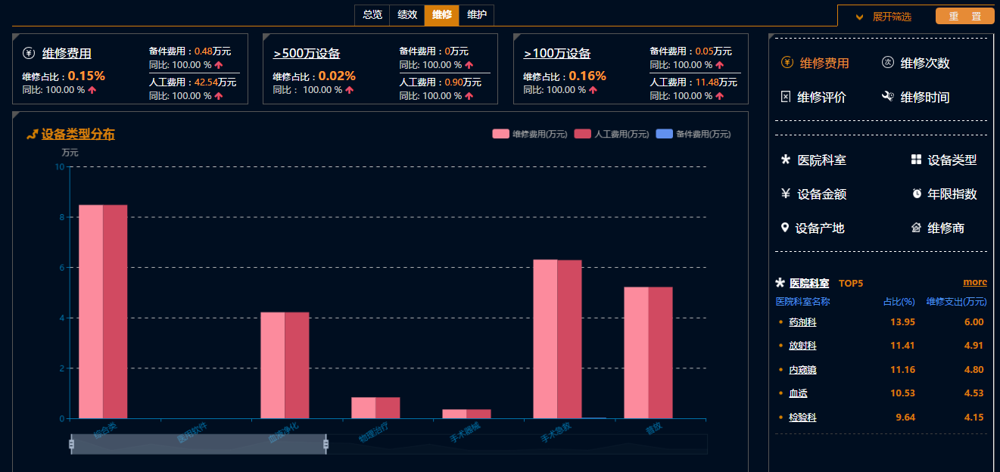 总览 绩效 维修 维护
展开筛选 重 置
维修费用
维修占比：0.15%
同比: 100.00 %
备件费用：0.48万元
同比: 100.00 %
人工费用：42.54万元
同比: 100.00 %
>500万设备
维修占比：0.02%
同比： 100.00 %
备件费用：0万元
同比: 100.00 %
人工费用：0.90万元
同比: 100.00 %
>100万设备
维修占比：0.16%
同比: 100.00 %
备件费用：0.05万元
同比: 100.00 %
人工费用：11.48万元
同比: 100.00 %
设备类型分布
维修费用(万元) 人工费用(万元) 备件费用(万元)
万元
10
8
6
4
2
0
综合类 医用软件 血液净化 物理治疗 手术器械 手术急救 普放
维修费用 次 维修次数
维修评价 维修时间
医院科室 设备类型
¥ 设备金额 年限指数
设备产地 维修商
医院科室 TOP5 more
医院科室名称 占比(%) 维修支出(万元)
药剂科 13.95 6.00
放射科 11.41 4.91
内窥镜 11.16 4.80
血透 10.53 4.53
检验科 9.64 4.15